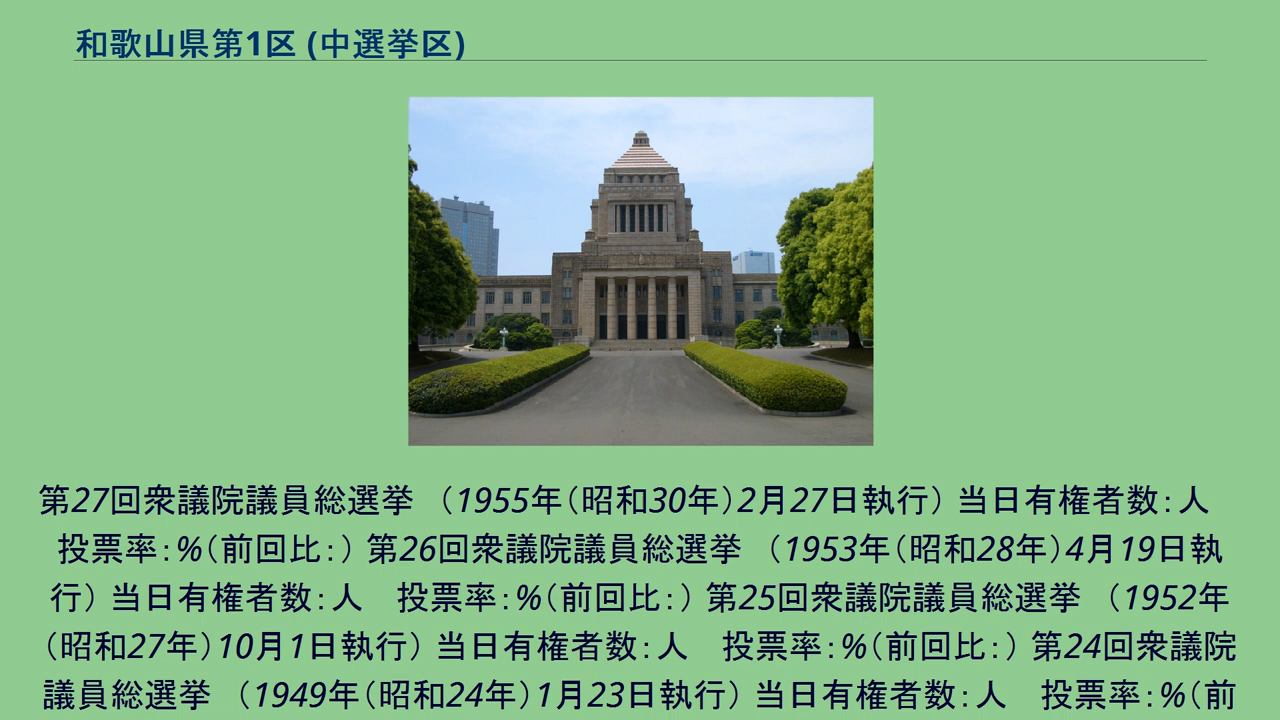 和歌山県第1区 (中選挙区)
第27回衆議院議員総選挙　（1955年（昭和30年）2月27日執行） 当日有権者数：人
投票率：%（前回比：） 第26回衆議院議員総選挙　（1953年（昭和28年）4月19日執
行） 当日有権者数：人　投票率：%（前回比：） 第25回衆議院議員総選挙　（1952年
（昭和27年）10月1日執行） 当日有権者数：人　投票率：%（前回比：） 第24回衆議院
議員総選挙　（1949年（昭和24年）1月23日執行） 当日有権者数：人　投票率：%（前